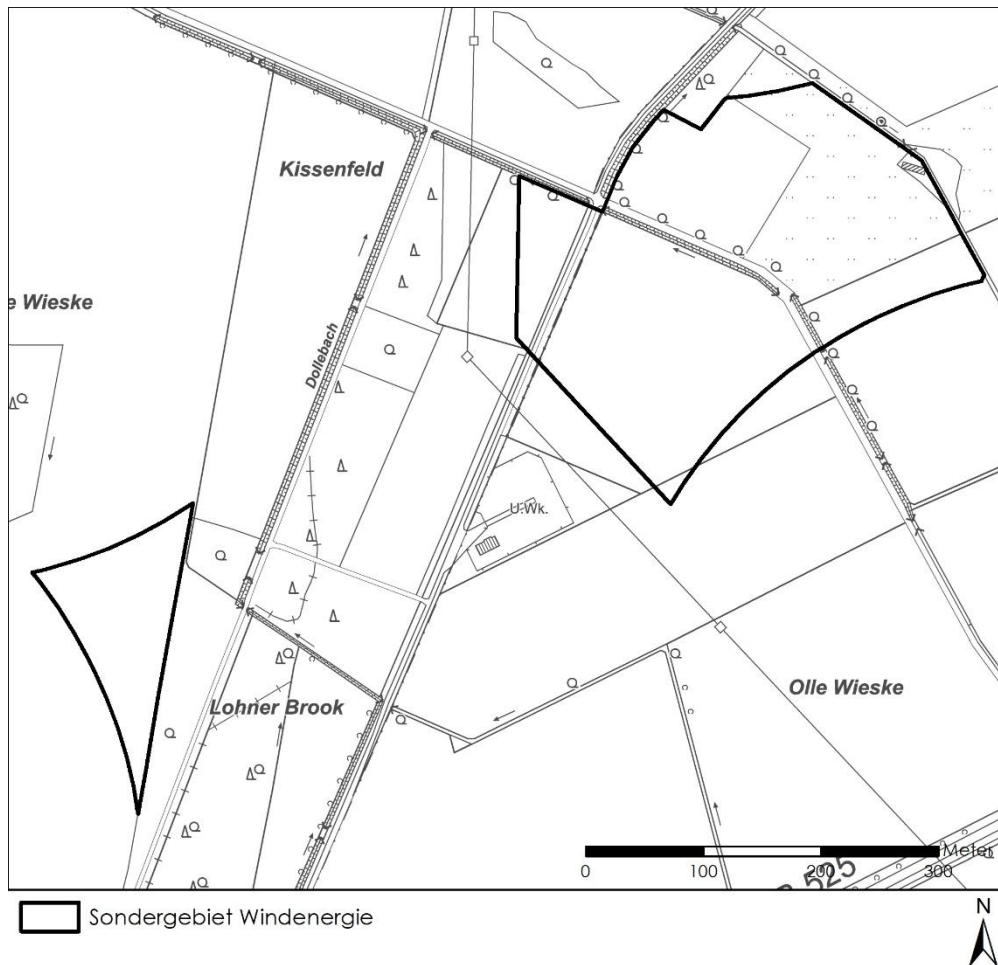 Kissenfeld
e Wieske
Dollebach
U.Wk.
Olle Wieske
Lohner Brook
Meter
0 100 200 300
525
Sondergebiet Windenergie
N